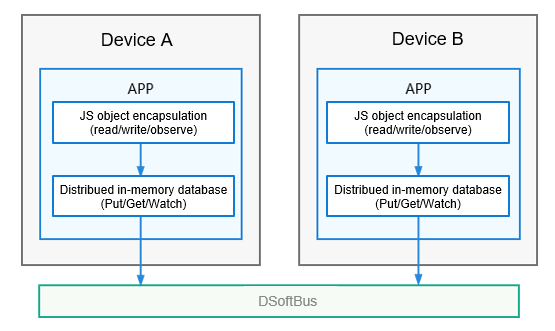 Device A
APP
JS object encapsulation
(read/write/observe)
Distribued in-memory database
(Put/Get/Watch)
Device B
APP
JS object encapsulation
(read/write/observe)
Distribued in-memory database
(Put/Get/Watch)
DSoftBus